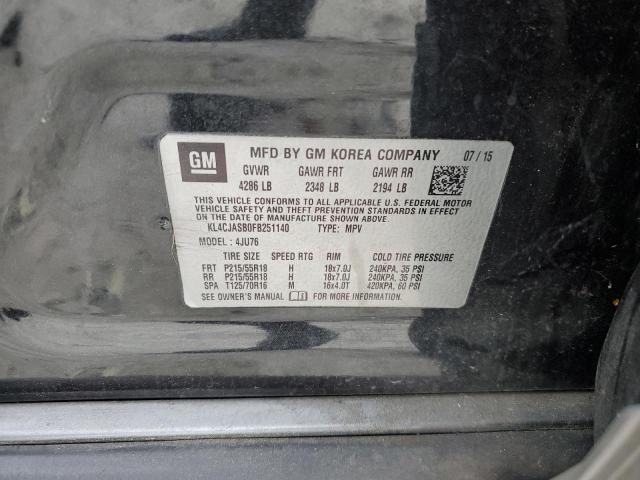 GM
MFD BY GM KOREA COMPANY 07 / 15
GVWR GAWR FRT GAWR RR
4286 LB 2348 LB 2194 LB
THIS VEHICLE CONFORMS TO ALL APPLICABLE U.S. FEDERAL MOTOR
VEHICLE SAFETY AND THEFT PREVENTION STANDARDS IN EFFECT ON THE
DATE OF MANUFACTURE SHOWN ABOVE.
KL4CJASB0FB251140 TYPE: MPV
MODEL : 4JU76
TIRE SIZE SPEED RTG RIM COLD TIRE PRESSURE
FRT P215/55R18 H 18x7.0J 240KPA, 35 PSI
RR P215/55R18 H 18x7.0J 240KPA, 35 PSI
SPA T125/70R16 M 16x4.0T 420KPA, 60 PSI
SEE OWNER'S MANUAL FOR MORE INFORMATION.